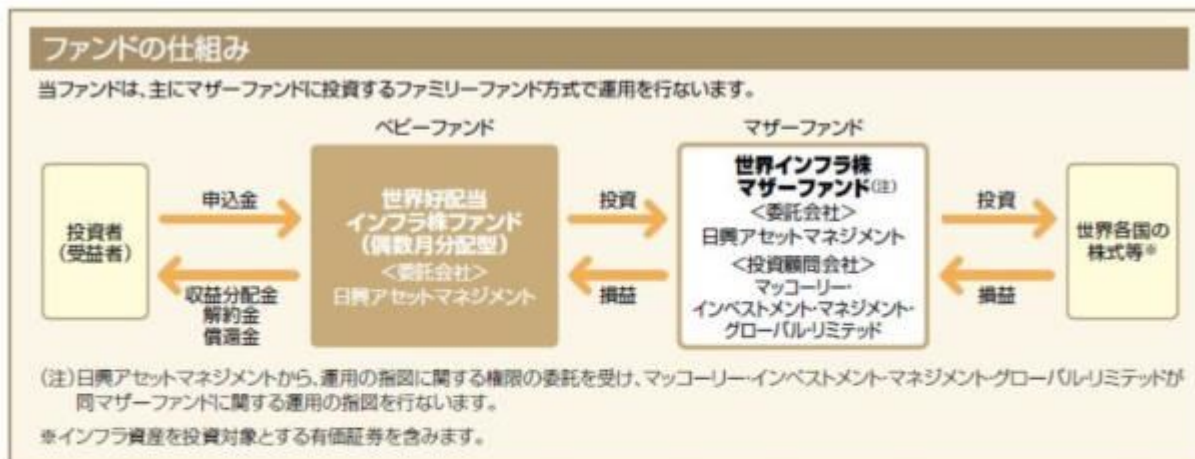 ファンドの仕組み
当ファンドは、主にマザーファンドに投資するファミリーファンド方式で運用を行ないます。
ベビーファンド
マザーファンド
投資者
(受益者)
申込金
収益分配金
解約金
償還金
世界好配当
インフラ株ファンド
(偶数月分配型)
<委託会社>
日興アセットマネジメント
投資
損益
世界インフラ株
マザーファンド(注)
<委託会社>
日興アセットマネジメント
<投資顧問会社>
マッコーリー・
インベストメント・マネジメント・
グローバル・リミテッド
投資
損益
世界各国の
株式等※
(注)日興アセットマネジメントから、運用の指図に関する権限の委託を受け、マッコーリー・インベストメント・マネジメント・グローバル・リミテッドが
同マザーファンドに関する運用の指図を行ないます。
※インフラ資産を投資対象とする有価証券を含みます。